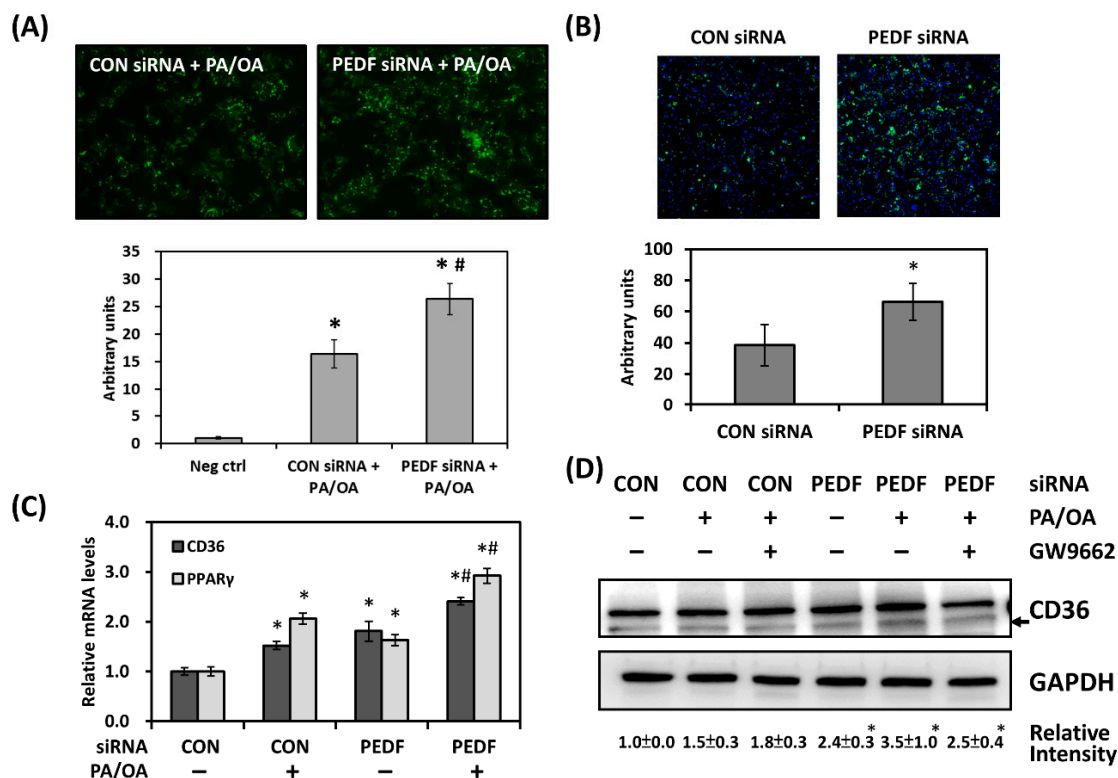 (A)
CON siRNA + PA/OA
PEDF siRNA + PA/OA
35
30
25
20
15
10
5
0
Arbitrary units
*
* #
Neg ctrl
CON siRNA +
PA/OA
PEDF siRNA +
PA/OA
(B)
CON siRNA
PEDF siRNA
100
80
60
40
20
0
Arbitrary units
*
CON siRNA
PEDF siRNA
(C)
4.0
3.0
2.0
1.0
0.0
Relative mRNA levels
CD36
PPARγ
*
*
*
*
*#
*#
siRNA CON CON PEDF PEDF
PA/OA − + − +
(D)
CON CON CON PEDF PEDF PEDF siRNA
− + + − + + PA/OA
− − + − − + GW9662
CD36
GAPDH
1.0±0.0 1.5±0.3 1.8±0.3 2.4±0.3* 3.5±1.0* 2.5±0.4* Relative
Intensity